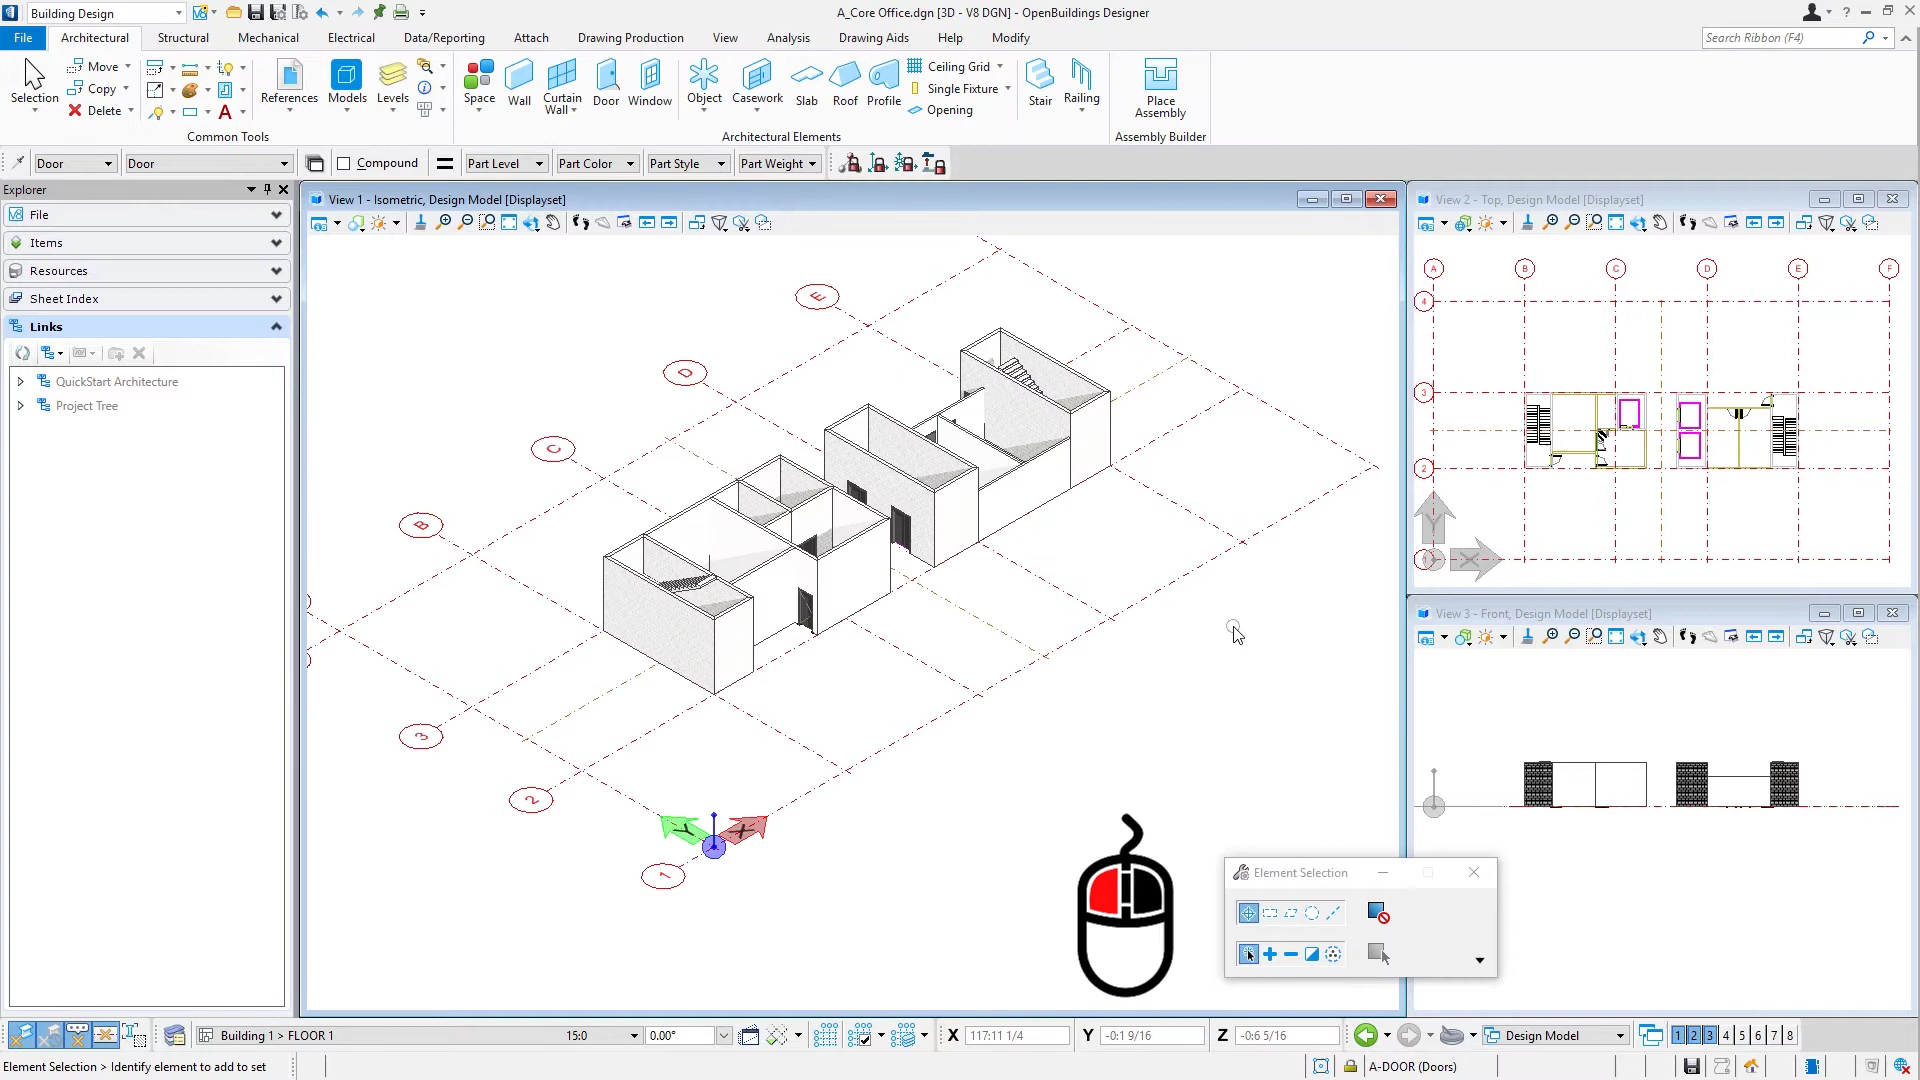 Building Design
A_Core Office.dgn [3D - V8 DGN] - OpenBuildings Designer
File
Architectural
Structural
Mechanical
Electrical
Data/Reporting
Attach
Drawing Production
View
Analysis
Drawing Aids
Help
Modify
Search Ribbon (F4)
Selection
Move
Copy
Delete
References
Models
Levels
Common Tools
Space
Wall
Curtain
Wall
Door
Window
Object
Casework
Slab
Roof
Profile
Ceiling Grid
Single Fixture
Opening
Architectural Elements
Stair
Railing
Place
Assembly
Assembly Builder
Door
Door
Compound
Part Level
Part Color
Part Style
Part Weight
Explorer
File
Items
Resources
Sheet Index
Links
QuickStart Architecture
Project Tree
View 1 - Isometric, Design Model [Displayset]
E
D
C
B
3
2
1
Y
X
View 2 - Top, Design Model [Displayset]
A
B
C
D
E
F
4
3
2
Y
X
View 3 - Front, Design Model [Displayset]
Element Selection
Building 1 > FLOOR 1
15:0
0.00°
X
117:11 1/4
Y
-0:1 9/16
Z
-0:6 5/16
Design Model
1 2 3 4 5 6 7 8
Element Selection > Identify element to add to set
A-DOOR (Doors)